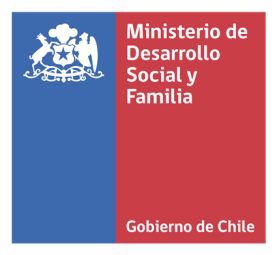 Ministerio de
Desarrollo
Social y
Familia
Gobierno de Chile